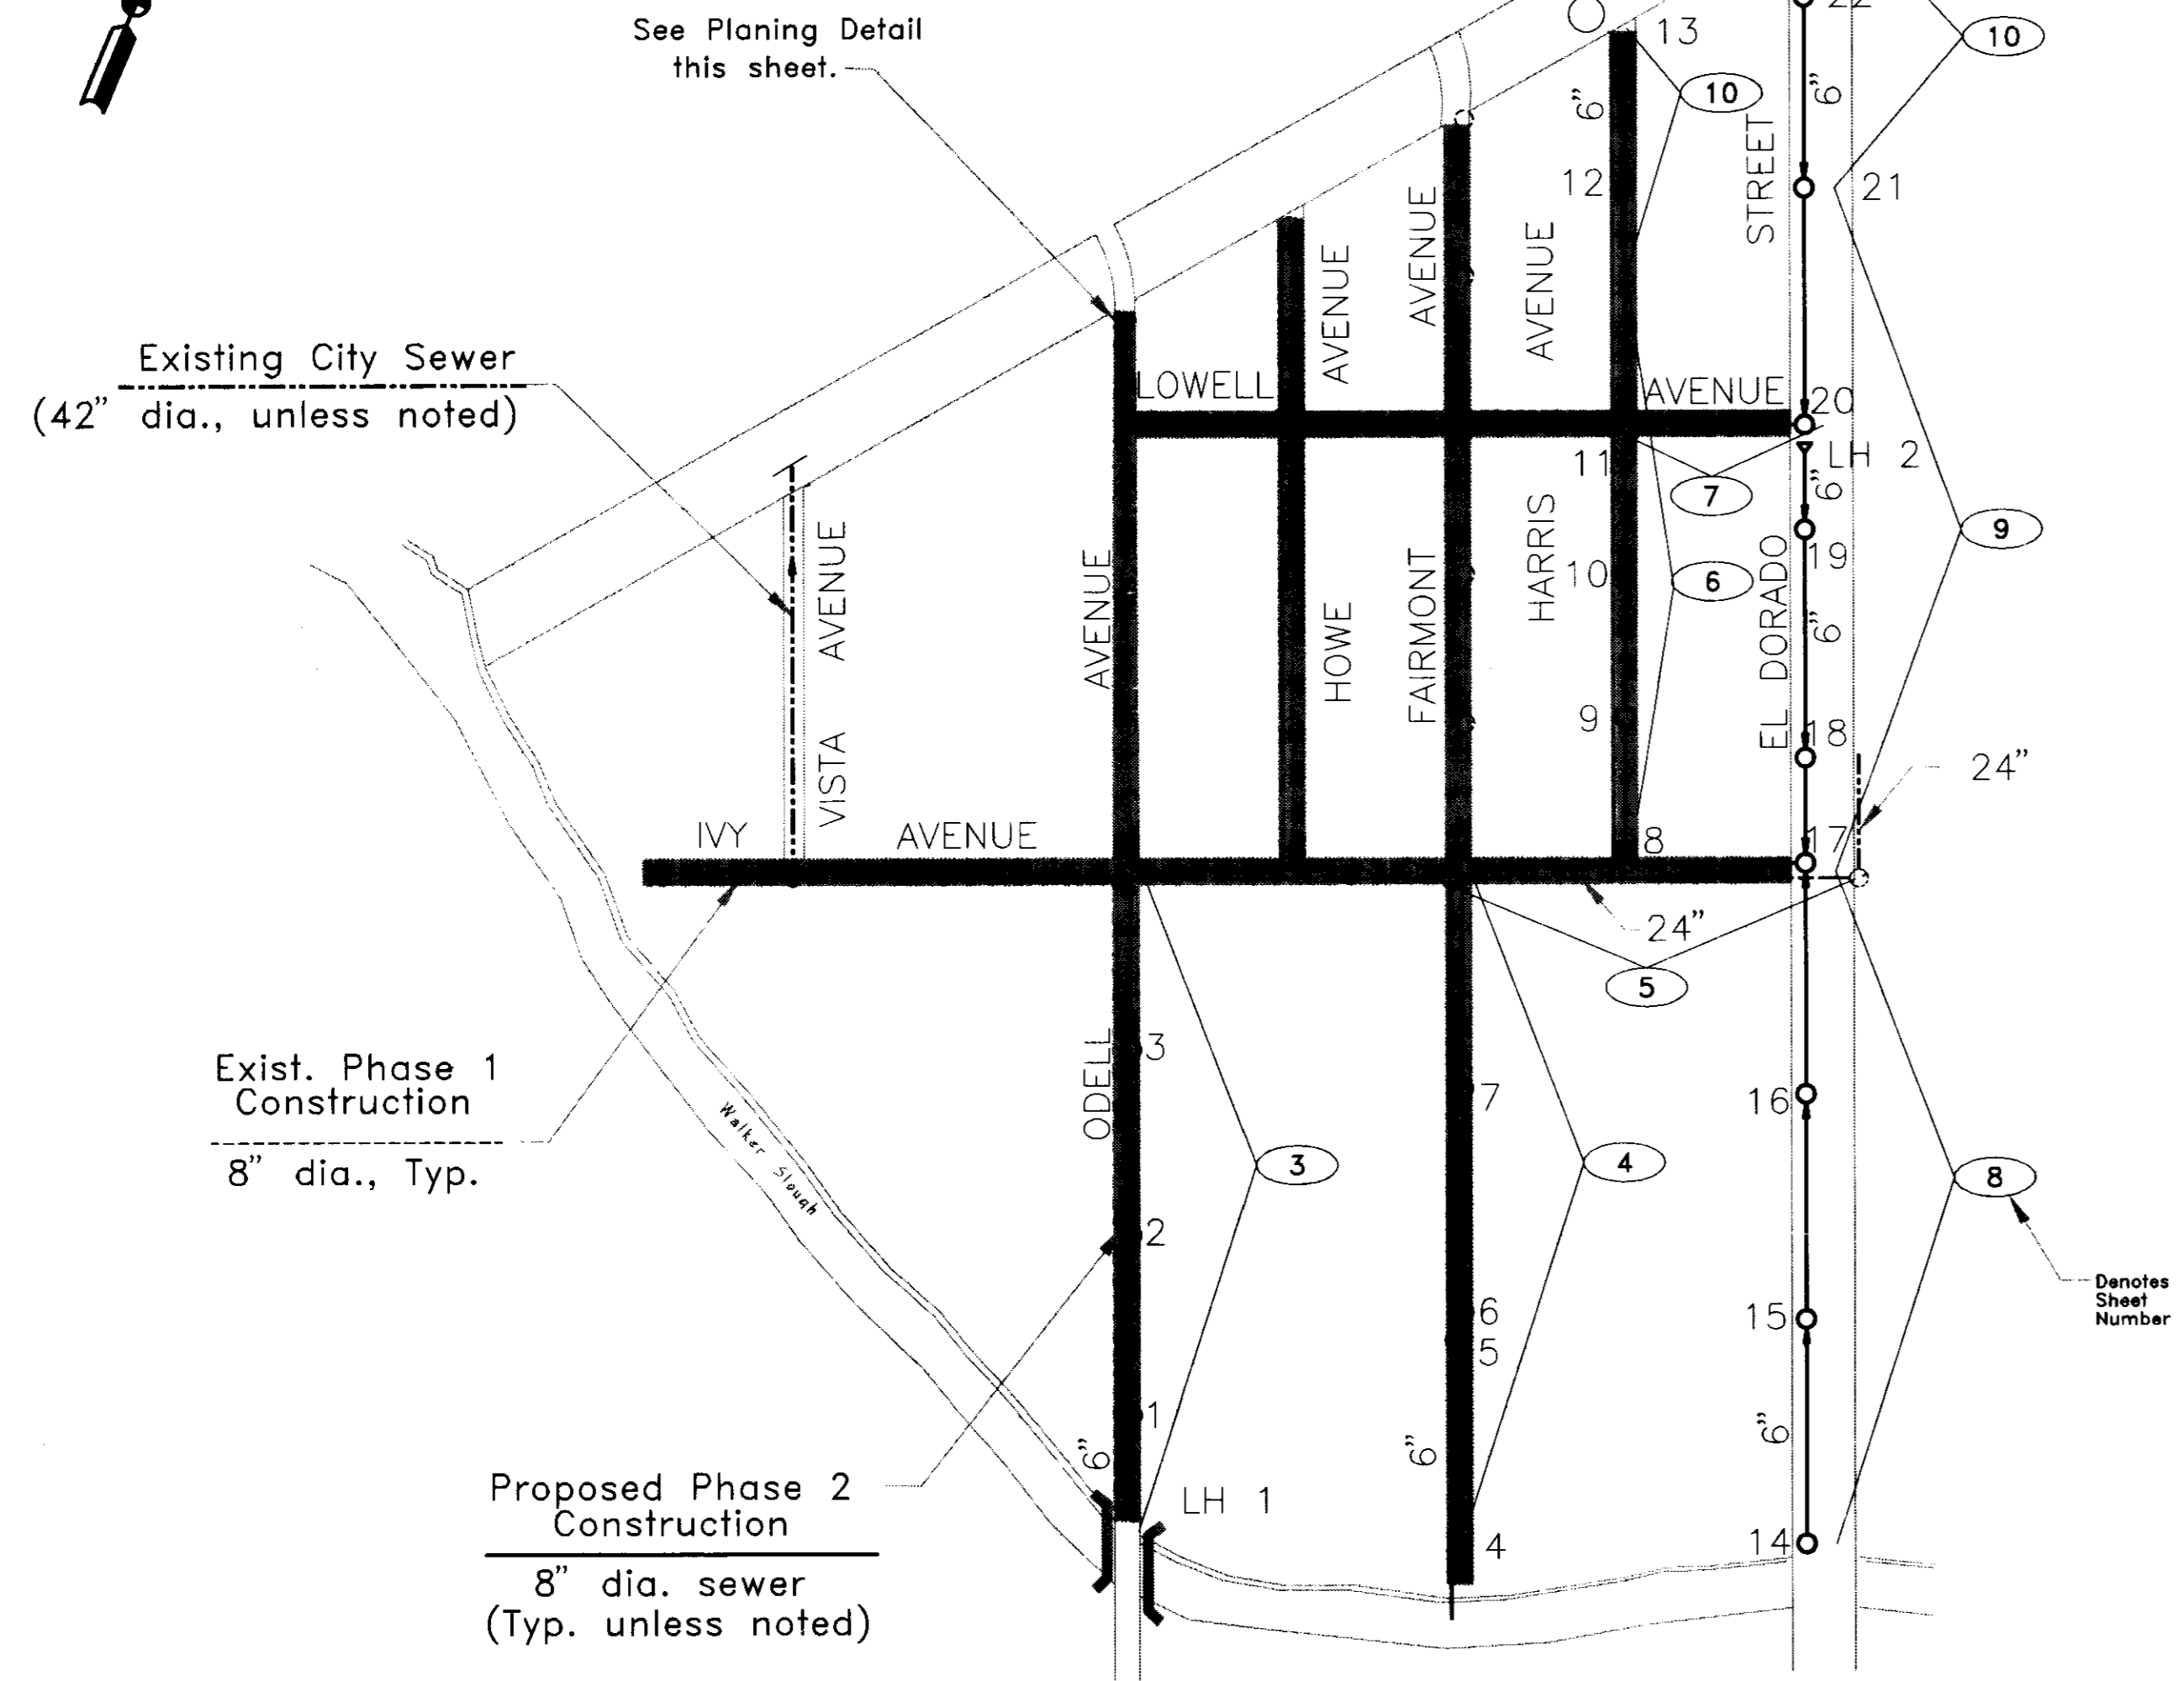 See Planing Detail
this sheet.
22
10
13
10
6"
6"
STREET
12
21
AVENUE
AVENUE
AVENUE
Existing City Sewer
(42" dia., unless noted)
LOWELL
AVENUE
20
LH 2
11
7
6"
9
19
HARRIS
10
6
EL DORADO
6"
VISTA AVENUE
AVENUE
HOWE
FAIRMONT
9
18
24"
IVY AVENUE
8
17
24"
5
ODELL
3
7
16
Exist. Phase 1
Construction
8" dia., Typ.
Walker Slough
3
4
8
2
Denotes
Sheet
Number
6
5
15
1
6"
6"
6"
Proposed Phase 2
Construction
8" dia. sewer
(Typ. unless noted)
LH 1
4
14